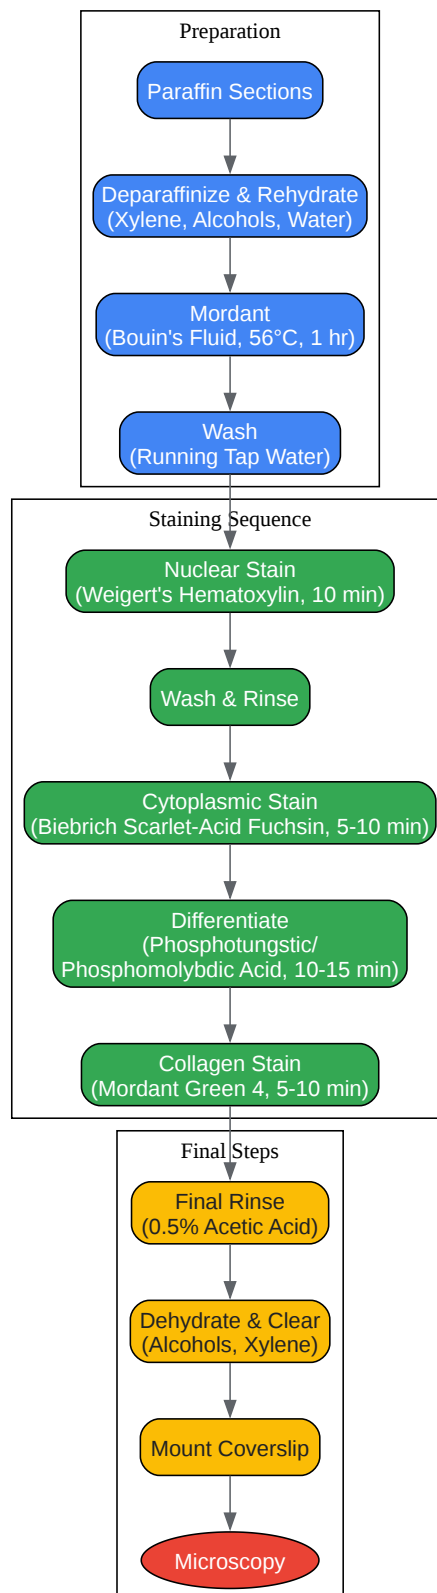 Preparation
Paraffin Sections
Deparaffinize & Rehydrate
(Xylene, Alcohols, Water)
Mordant
(Bouin's Fluid, 56°C, 1 hr)
Wash
(Running Tap Water)
Staining Sequence
Nuclear Stain
(Weigert's Hematoxylin, 10 min)
Wash & Rinse
Cytoplasmic Stain
(Biebrich Scarlet-Acid Fuchsin, 5-10 min)
Differentiate
(Phosphotungstic/
Phosphomolybdic Acid, 10-15 min)
Collagen Stain
(Mordant Green 4, 5-10 min)
Final Steps
Final Rinse
(0.5% Acetic Acid)
Dehydrate & Clear
(Alcohols, Xylene)
Mount Coverslip
Microscopy